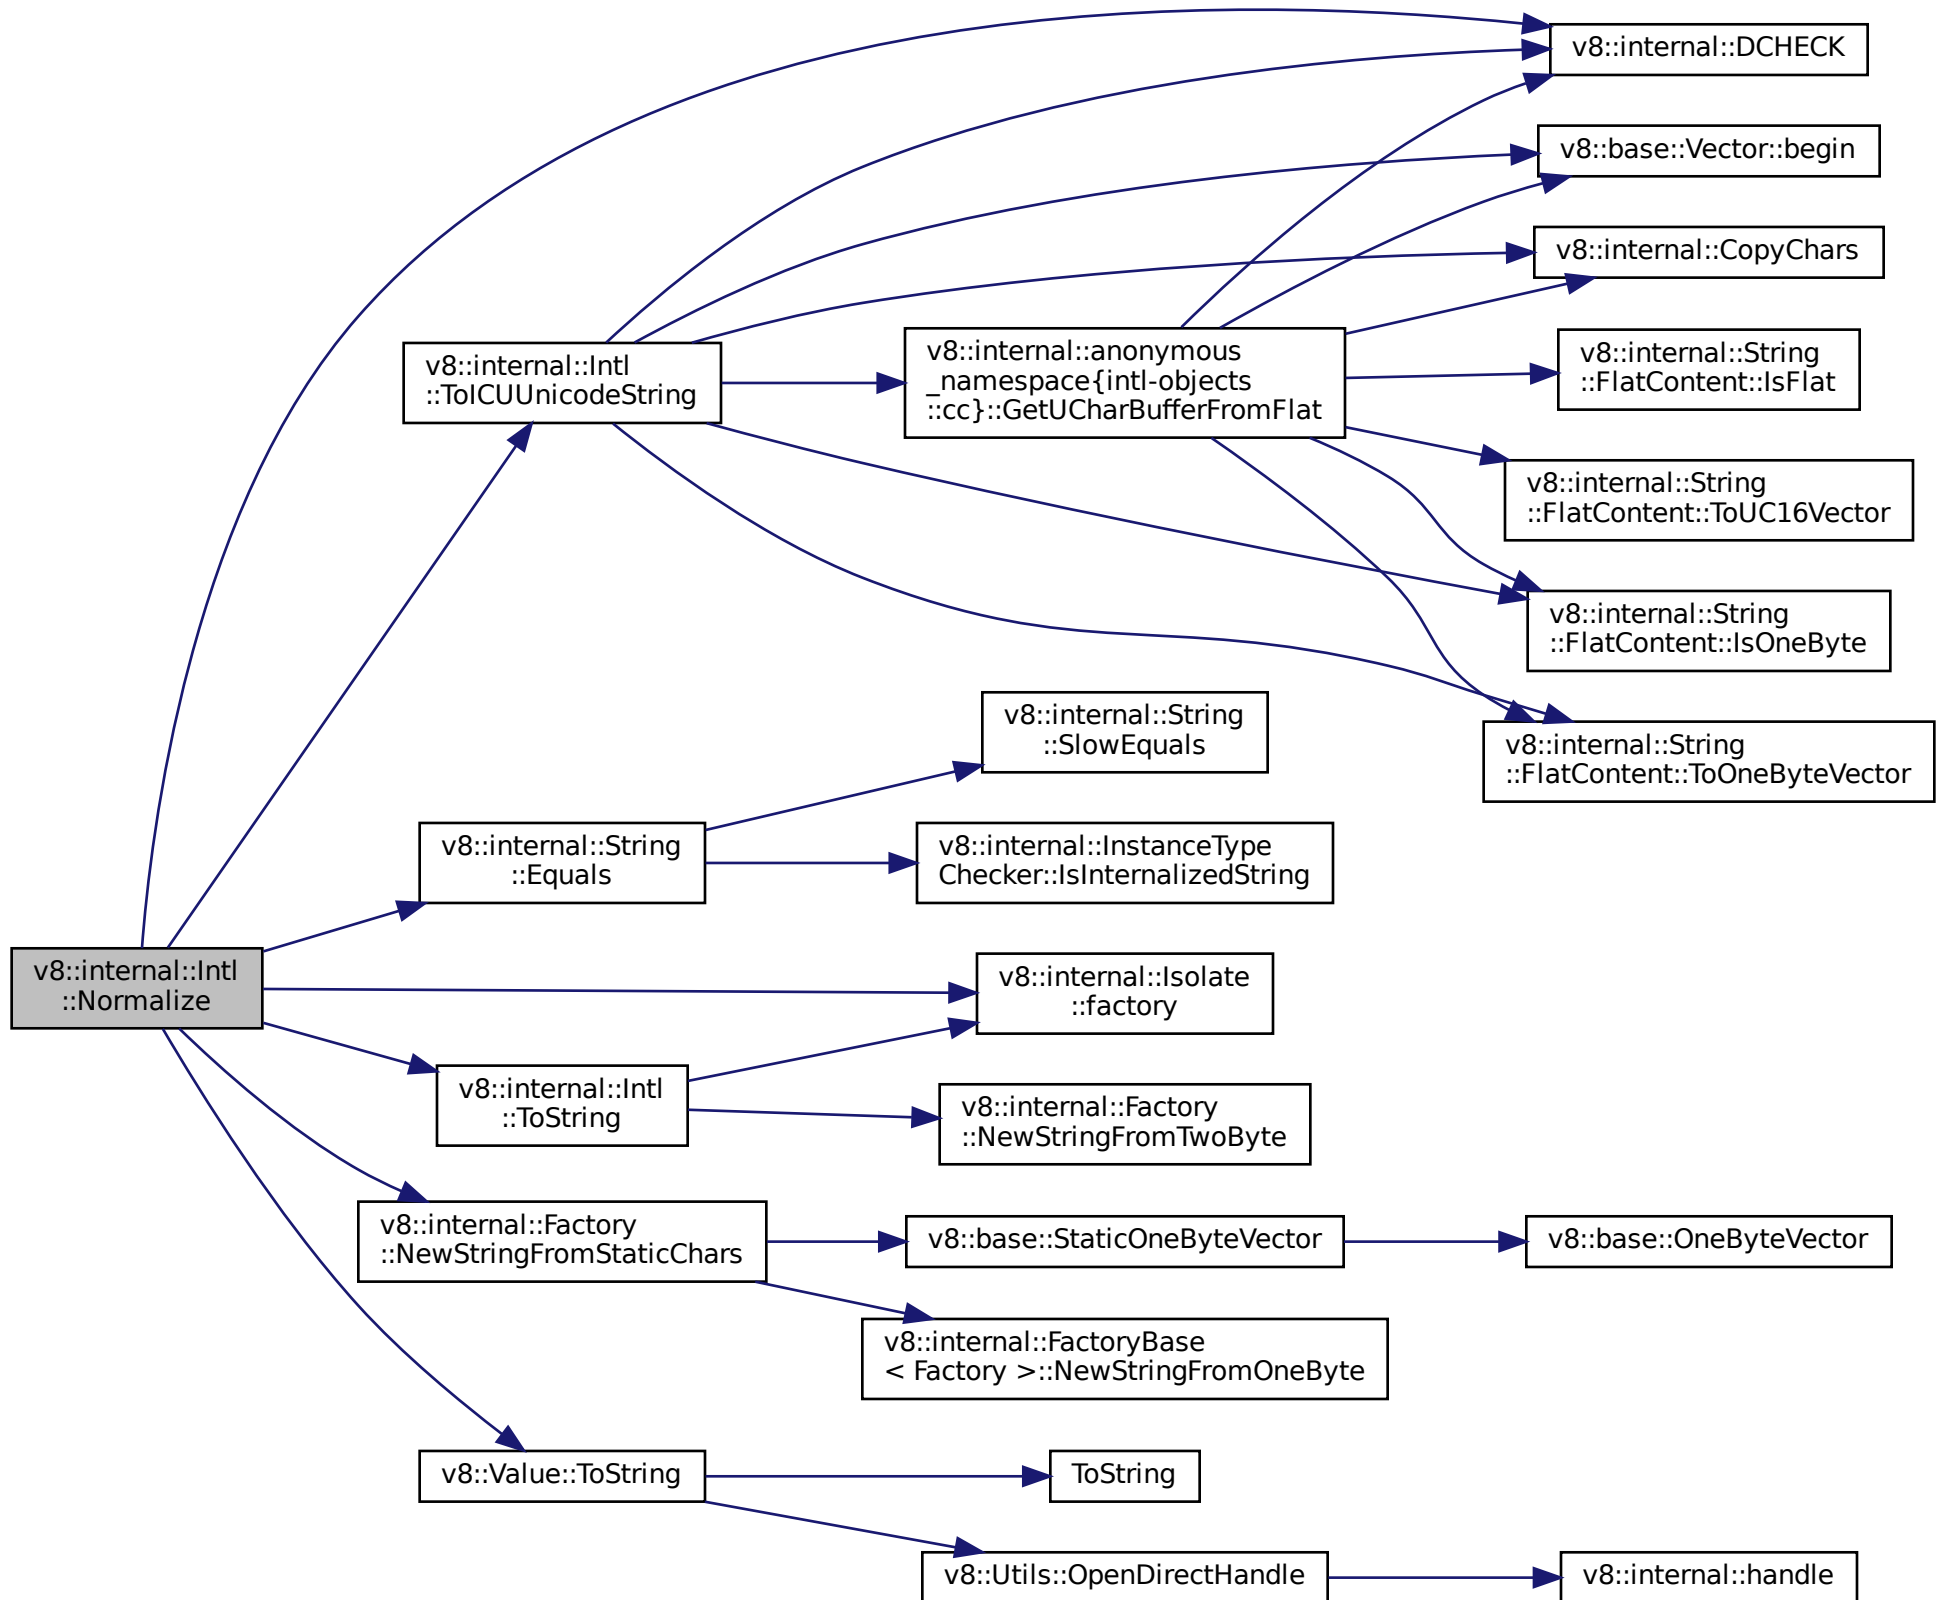 v8::internal::DCHECK
v8::base::Vector::begin
v8::internal::CopyChars
v8::internal::Intl
::ToICUUnicodeString
v8::internal::anonymous
_namespace{intl-objects
::cc}::GetUCharBufferFromFlat
v8::internal::String
::FlatContent::IsFlat
v8::internal::String
::FlatContent::ToUC16Vector
v8::internal::String
::FlatContent::IsOneByte
v8::internal::String
::SlowEquals
v8::internal::String
::FlatContent::ToOneByteVector
v8::internal::String
::Equals
v8::internal::InstanceType
Checker::IsInternalizedString
v8::internal::Intl
::Normalize
v8::internal::Isolate
::factory
v8::internal::Intl
::ToString
v8::internal::Factory
::NewStringFromTwoByte
v8::internal::Factory
::NewStringFromStaticChars
v8::base::StaticOneByteVector
v8::base::OneByteVector
v8::internal::FactoryBase
< Factory >::NewStringFromOneByte
v8::Value::ToString
ToString
v8::Utils::OpenDirectHandle
v8::internal::handle